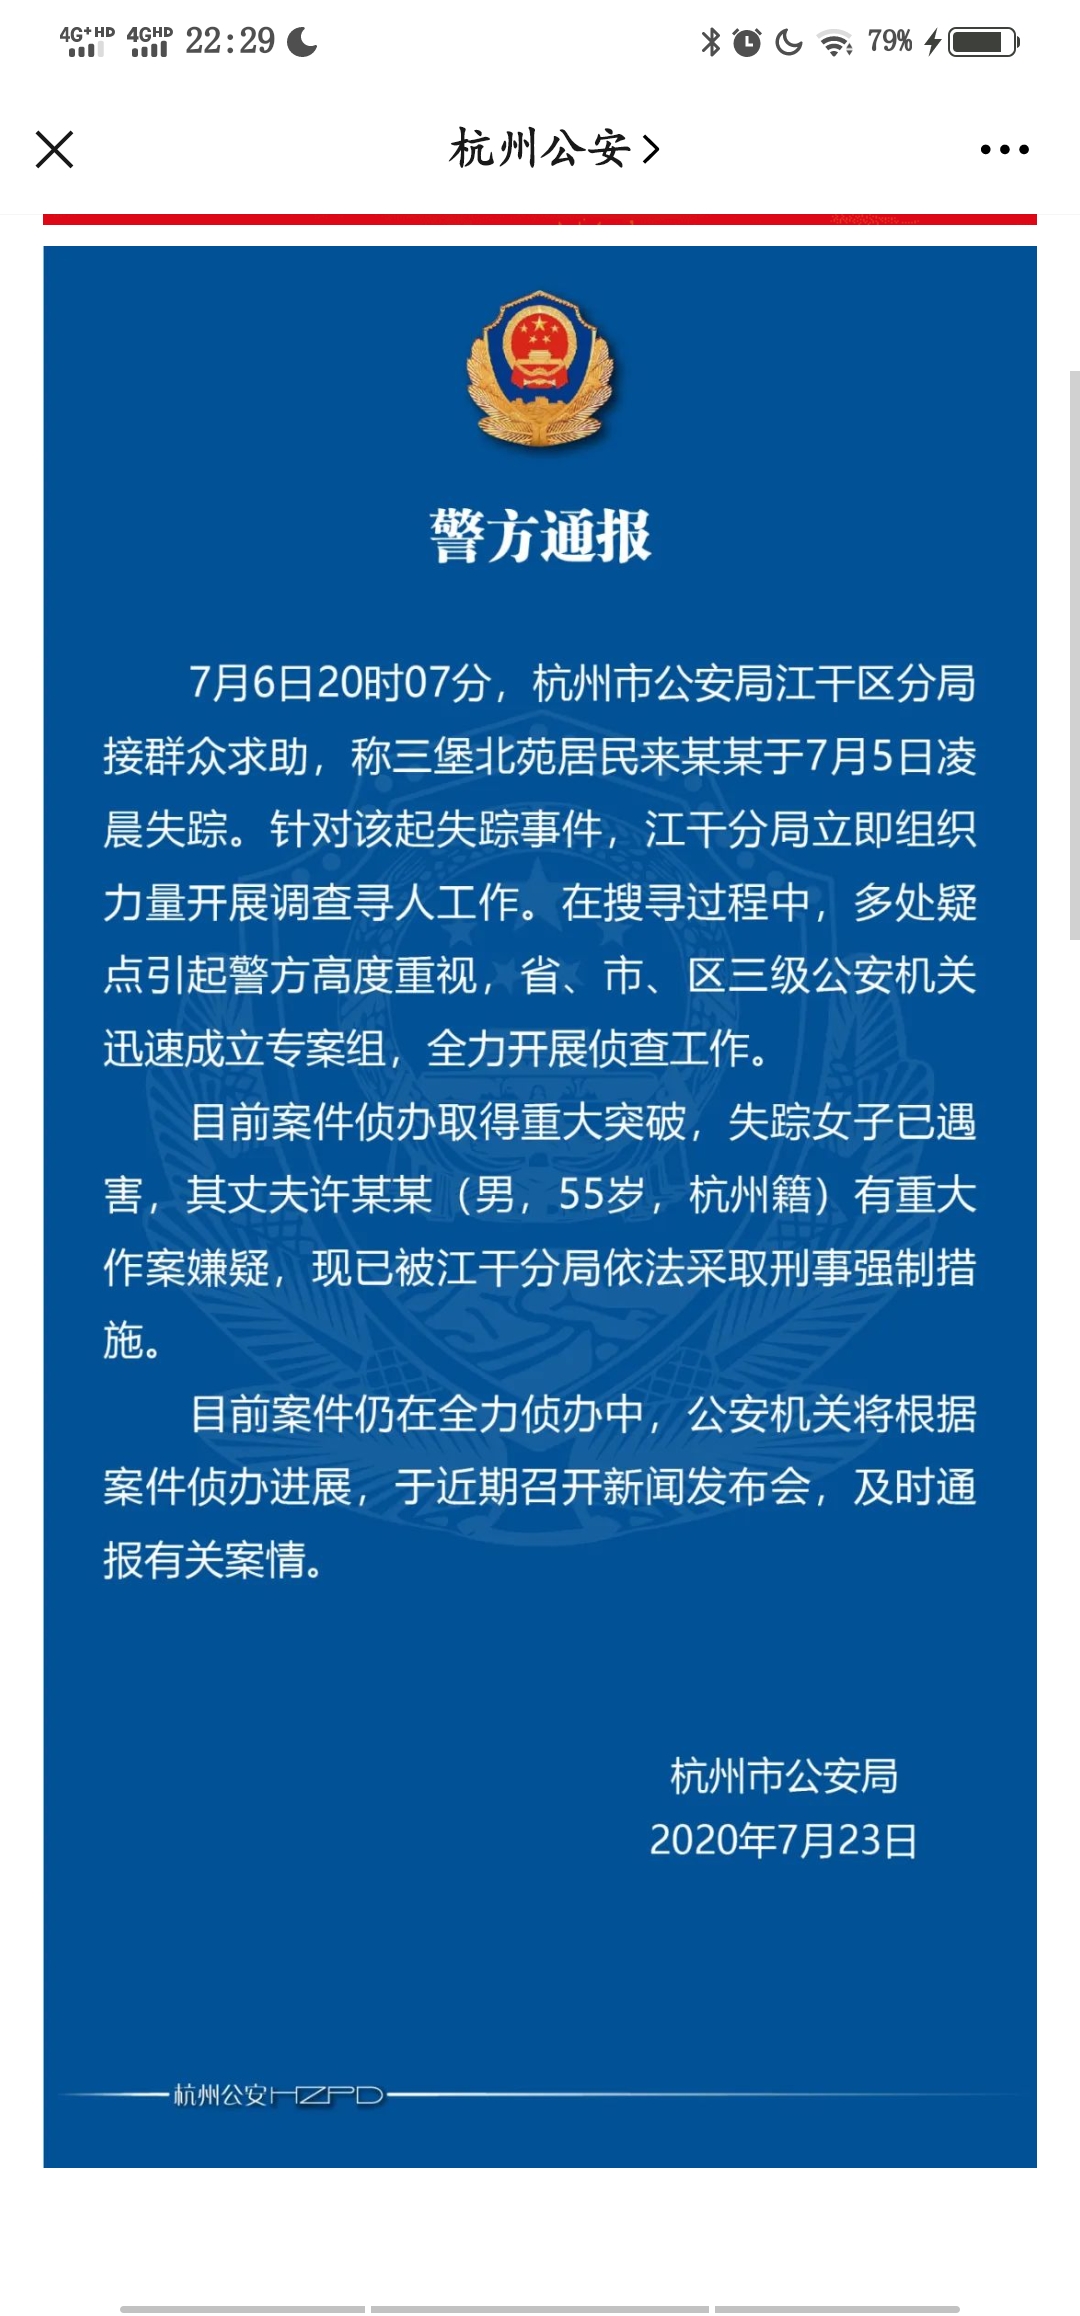 4G+HD 4GHD 22:29 79%
杭州公安
警方通报
7月6日20时07分，杭州市公安局江干区分局
接群众求助，称三堡北苑居民来某某于7月5日凌
晨失踪。针对该起失踪事件，江干分局立即组织
力量开展调查寻人工作。在搜寻过程中，多处疑
点引起警方高度重视，省、市、区三级公安机关
迅速成立专案组，全力开展侦查工作。
目前案件侦办取得重大突破，失踪女子已遇
害，其丈夫许某某（男，55岁，杭州籍）有重大
作案嫌疑，现已被江干分局依法采取刑事强制措
施。
目前案件仍在全力侦办中，公安机关将根据
案件侦办进展，于近期召开新闻发布会，及时通
报有关案情。
杭州市公安局
2020年7月23日
杭州公安HZPD